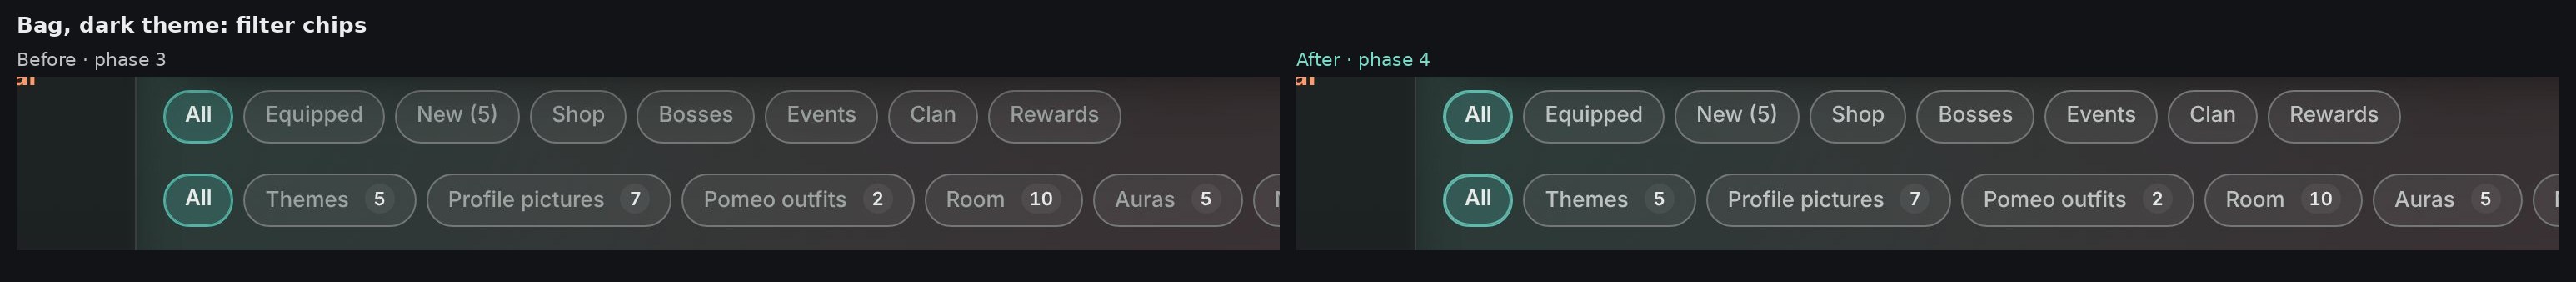 Bag, dark theme: filter chips
Before · phase 3
All Equipped New (5) Shop Bosses Events Clan Rewards
All Themes 5 Profile pictures 7 Pomeo outfits 2 Room 10 Auras 5
After · phase 4
All Equipped New (5) Shop Bosses Events Clan Rewards
All Themes 5 Profile pictures 7 Pomeo outfits 2 Room 10 Auras 5